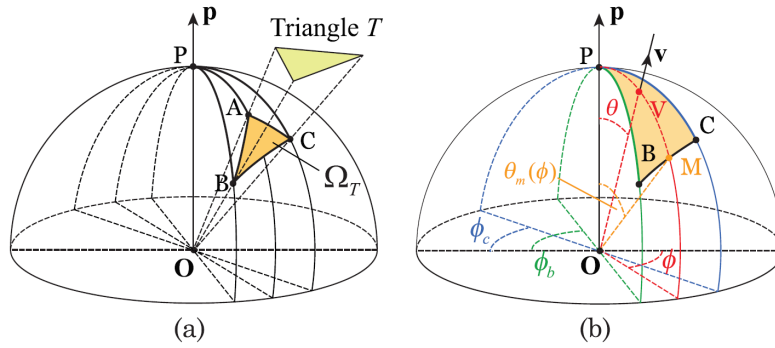 p
Triangle T
P
A
C
B
Ω_T
O
(a)
p
P
v
θ
V
C
B
M
θ_m(ϕ)
ϕ_c
ϕ_b
O
ϕ
(b)